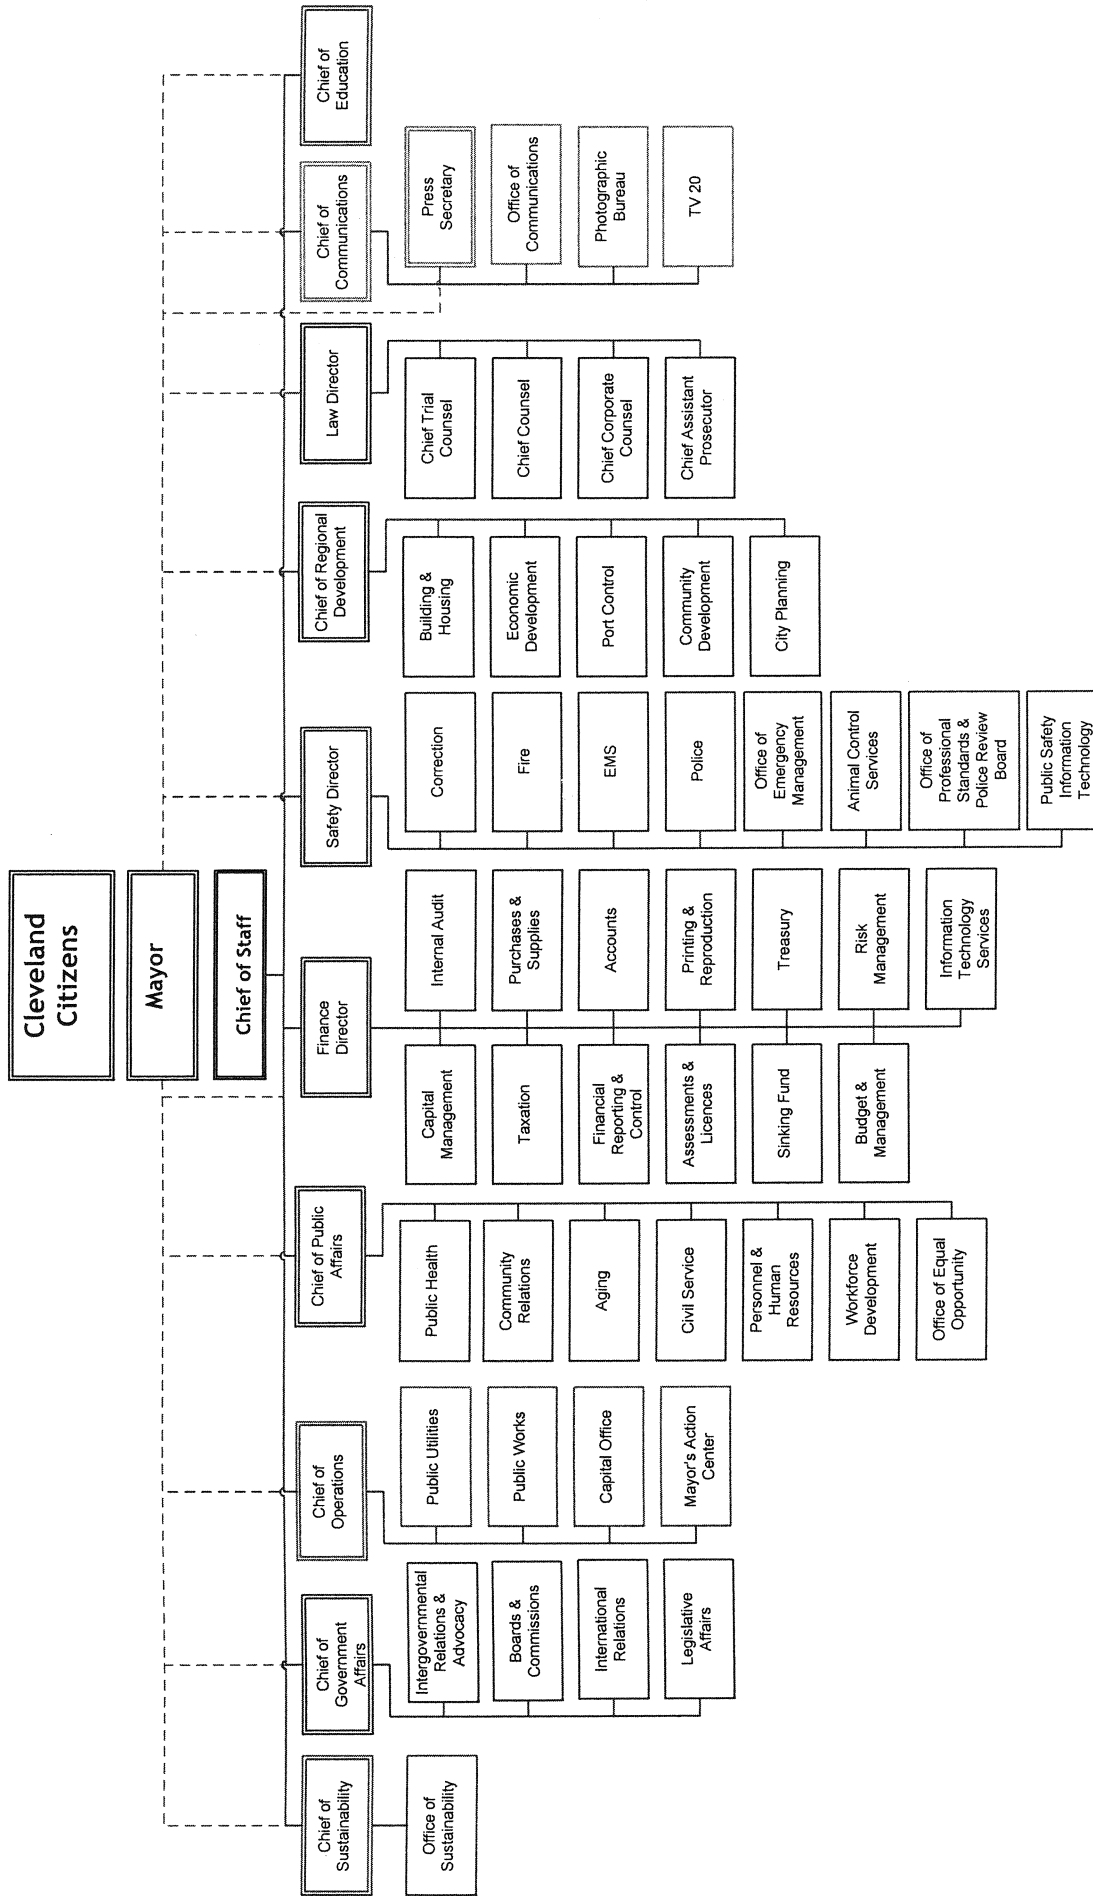 Cleveland
Citizens
Mayor
Chief of Staff
Chief of
Sustainability
Office of
Sustainability
Chief of
Government
Affairs
Intergovernmental
Relations &
Advocacy
Boards &
Commissions
International
Relations
Legislative
Affairs
Chief of
Operations
Public Utilities
Public Works
Capital Office
Mayor's Action
Center
Chief of Public
Affairs
Public Health
Community
Relations
Aging
Civil Service
Personnel &
Human
Resources
Workforce
Development
Office of Equal
Opportunity
Finance
Director
Capital
Management
Taxation
Financial
Reporting &
Control
Assessments &
Licences
Sinking Fund
Budget &
Management
Internal Audit
Purchases &
Supplies
Accounts
Printing &
Reproduction
Treasury
Risk
Management
Information
Technology
Services
Safety Director
Correction
Fire
EMS
Police
Office of
Emergency
Management
Animal Control
Services
Office of
Professional
Standards &
Police Review
Board
Public Safety
Information
Technology
Chief of Regional
Development
Building &
Housing
Economic
Development
Port Control
Community
Development
City Planning
Law Director
Chief Trial
Counsel
Chief Counsel
Chief Corporate
Counsel
Chief Assistant
Prosecutor
Chief of
Communications
Press
Secretary
Office of
Communications
Photographic
Bureau
TV 20
Chief of
Education